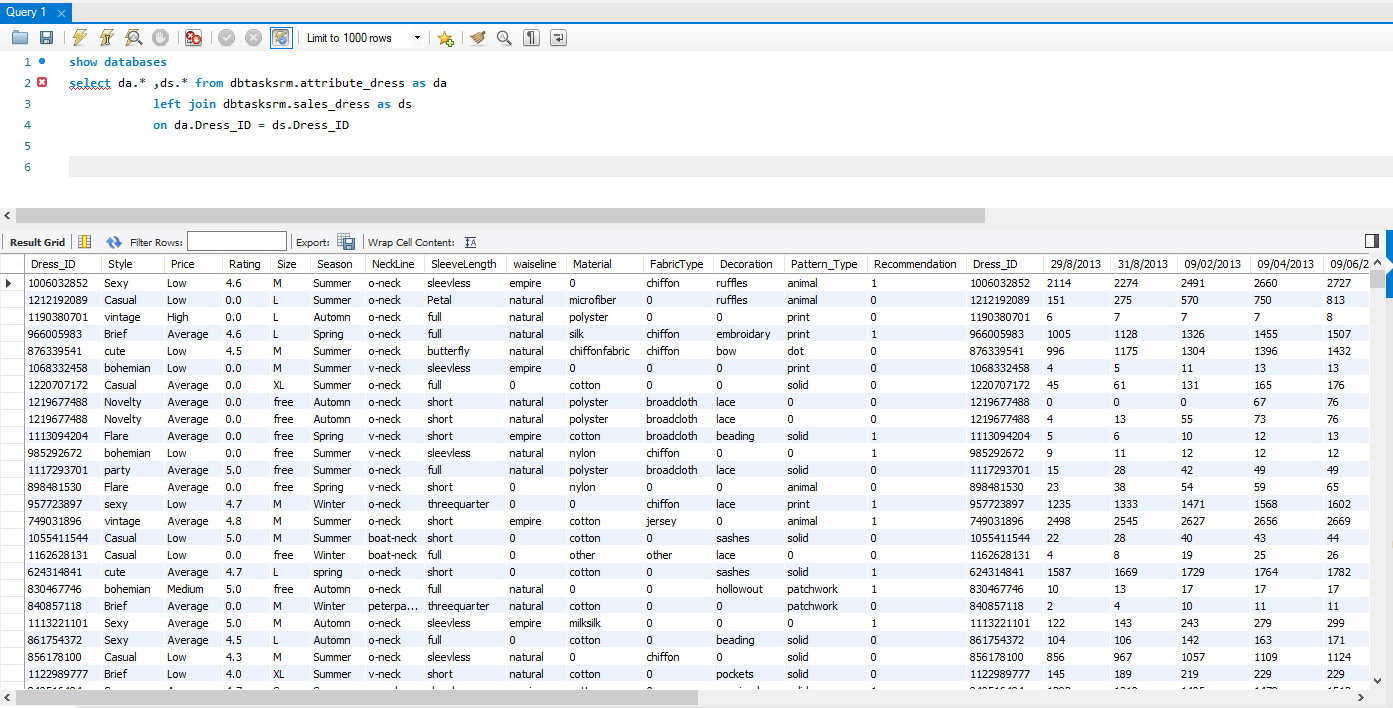 Query 1
Limit to 1000 rows
1 show databases
2 select da.* ,ds.* from dbtasksrm.attribute_dress as da
3 left join dbtasksrm.sales_dress as ds
4 on da.Dress_ID = ds.Dress_ID
5
6
Result Grid Filter Rows: Export: Wrap Cell Content: IA
Dress_ID Style Price Rating Size Season NeckLine SleeveLength waiseline Material FabricType Decoration Pattern_Type Recommendation Dress_ID 29/8/2013 31/8/2013 09/02/2013 09/04/2013 09/06/2
1006032852 Sexy Low 4.6 M Summer o-neck sleevless empire 0 chiffon ruffles animal 1 1006032852 2114 2274 2491 2660 2727
1212192089 Casual Low 0.0 L Summer o-neck Petal natural microfiber 0 ruffles animal 0 1212192089 151 275 570 750 813
1190380701 vintage High 0.0 L Automn o-neck full natural polyster 0 0 print 0 1190380701 6 7 7 7 8
966005983 Brief Average 4.6 L Spring o-neck full natural silk chiffon embroidary print 1 966005983 1005 1128 1326 1455 1507
876339541 cute Low 4.5 M Summer o-neck butterfly natural chiffonfabric chiffon bow dot 0 876339541 996 1175 1304 1396 1432
1068332458 bohemian Low 0.0 M Summer v-neck sleevless empire 0 0 0 print 0 1068332458 4 5 11 13 13
1220707172 Casual Average 0.0 XL Summer o-neck full 0 cotton 0 0 solid 0 1220707172 45 61 131 165 176
1219677488 Novelty Average 0.0 free Automn o-neck short natural polyster broadcloth lace 0 0 1219677488 0 0 0 67 76
1219677488 Novelty Average 0.0 free Automn o-neck short natural polyster broadcloth lace 0 0 1219677488 4 13 55 73 76
1113094204 Flare Average 0.0 free Spring v-neck short empire cotton broadcloth beading solid 1 1113094204 5 6 10 12 13
985292672 bohemian Low 0.0 free Summer v-neck sleevless natural nylon chiffon 0 0 1 985292672 9 11 12 12 12
1117293701 party Average 5.0 free Summer o-neck full natural polyster broadcloth lace solid 0 1117293701 15 28 42 49 49
898481530 Flare Average 0.0 free Spring v-neck short 0 nylon 0 0 animal 0 898481530 23 38 54 59 65
957723897 sexy Low 4.7 M Winter o-neck threequarter 0 0 chiffon lace print 1 957723897 1235 1333 1471 1568 1602
749031896 vintage Average 4.8 M Summer o-neck short empire cotton jersey 0 animal 1 749031896 2498 2545 2627 2656 2669
1055411544 Casual Low 5.0 M Summer boat-neck short 0 cotton 0 sashes solid 0 1055411544 22 28 40 43 44
1162628131 Casual Low 0.0 free Winter boat-neck full 0 other other lace 0 0 1162628131 4 8 19 25 26
624314841 cute Average 4.7 L spring o-neck short 0 cotton 0 sashes solid 1 624314841 1587 1669 1729 1764 1782
830467746 bohemian Medium 5.0 free Automn o-neck full natural 0 0 hollowout patchwork 1 830467746 10 13 17 17 17
840857118 Brief Average 0.0 M Winter peterpa... threequarter natural cotton 0 0 patchwork 0 840857118 2 4 10 11 11
1113221101 Sexy Average 5.0 M Automn o-neck sleevless empire milksilk 0 0 0 1 1113221101 122 143 243 279 299
861754372 Sexy Average 4.5 L Automn o-neck full 0 cotton 0 beading solid 0 861754372 104 106 142 163 171
856178100 Casual Low 4.3 M Summer o-neck sleevless natural 0 chiffon 0 solid 0 856178100 856 967 1057 1109 1124
1122989777 Brief Low 4.0 XL Summer v-neck short natural cotton 0 pockets solid 0 1122989777 145 189 219 229 229